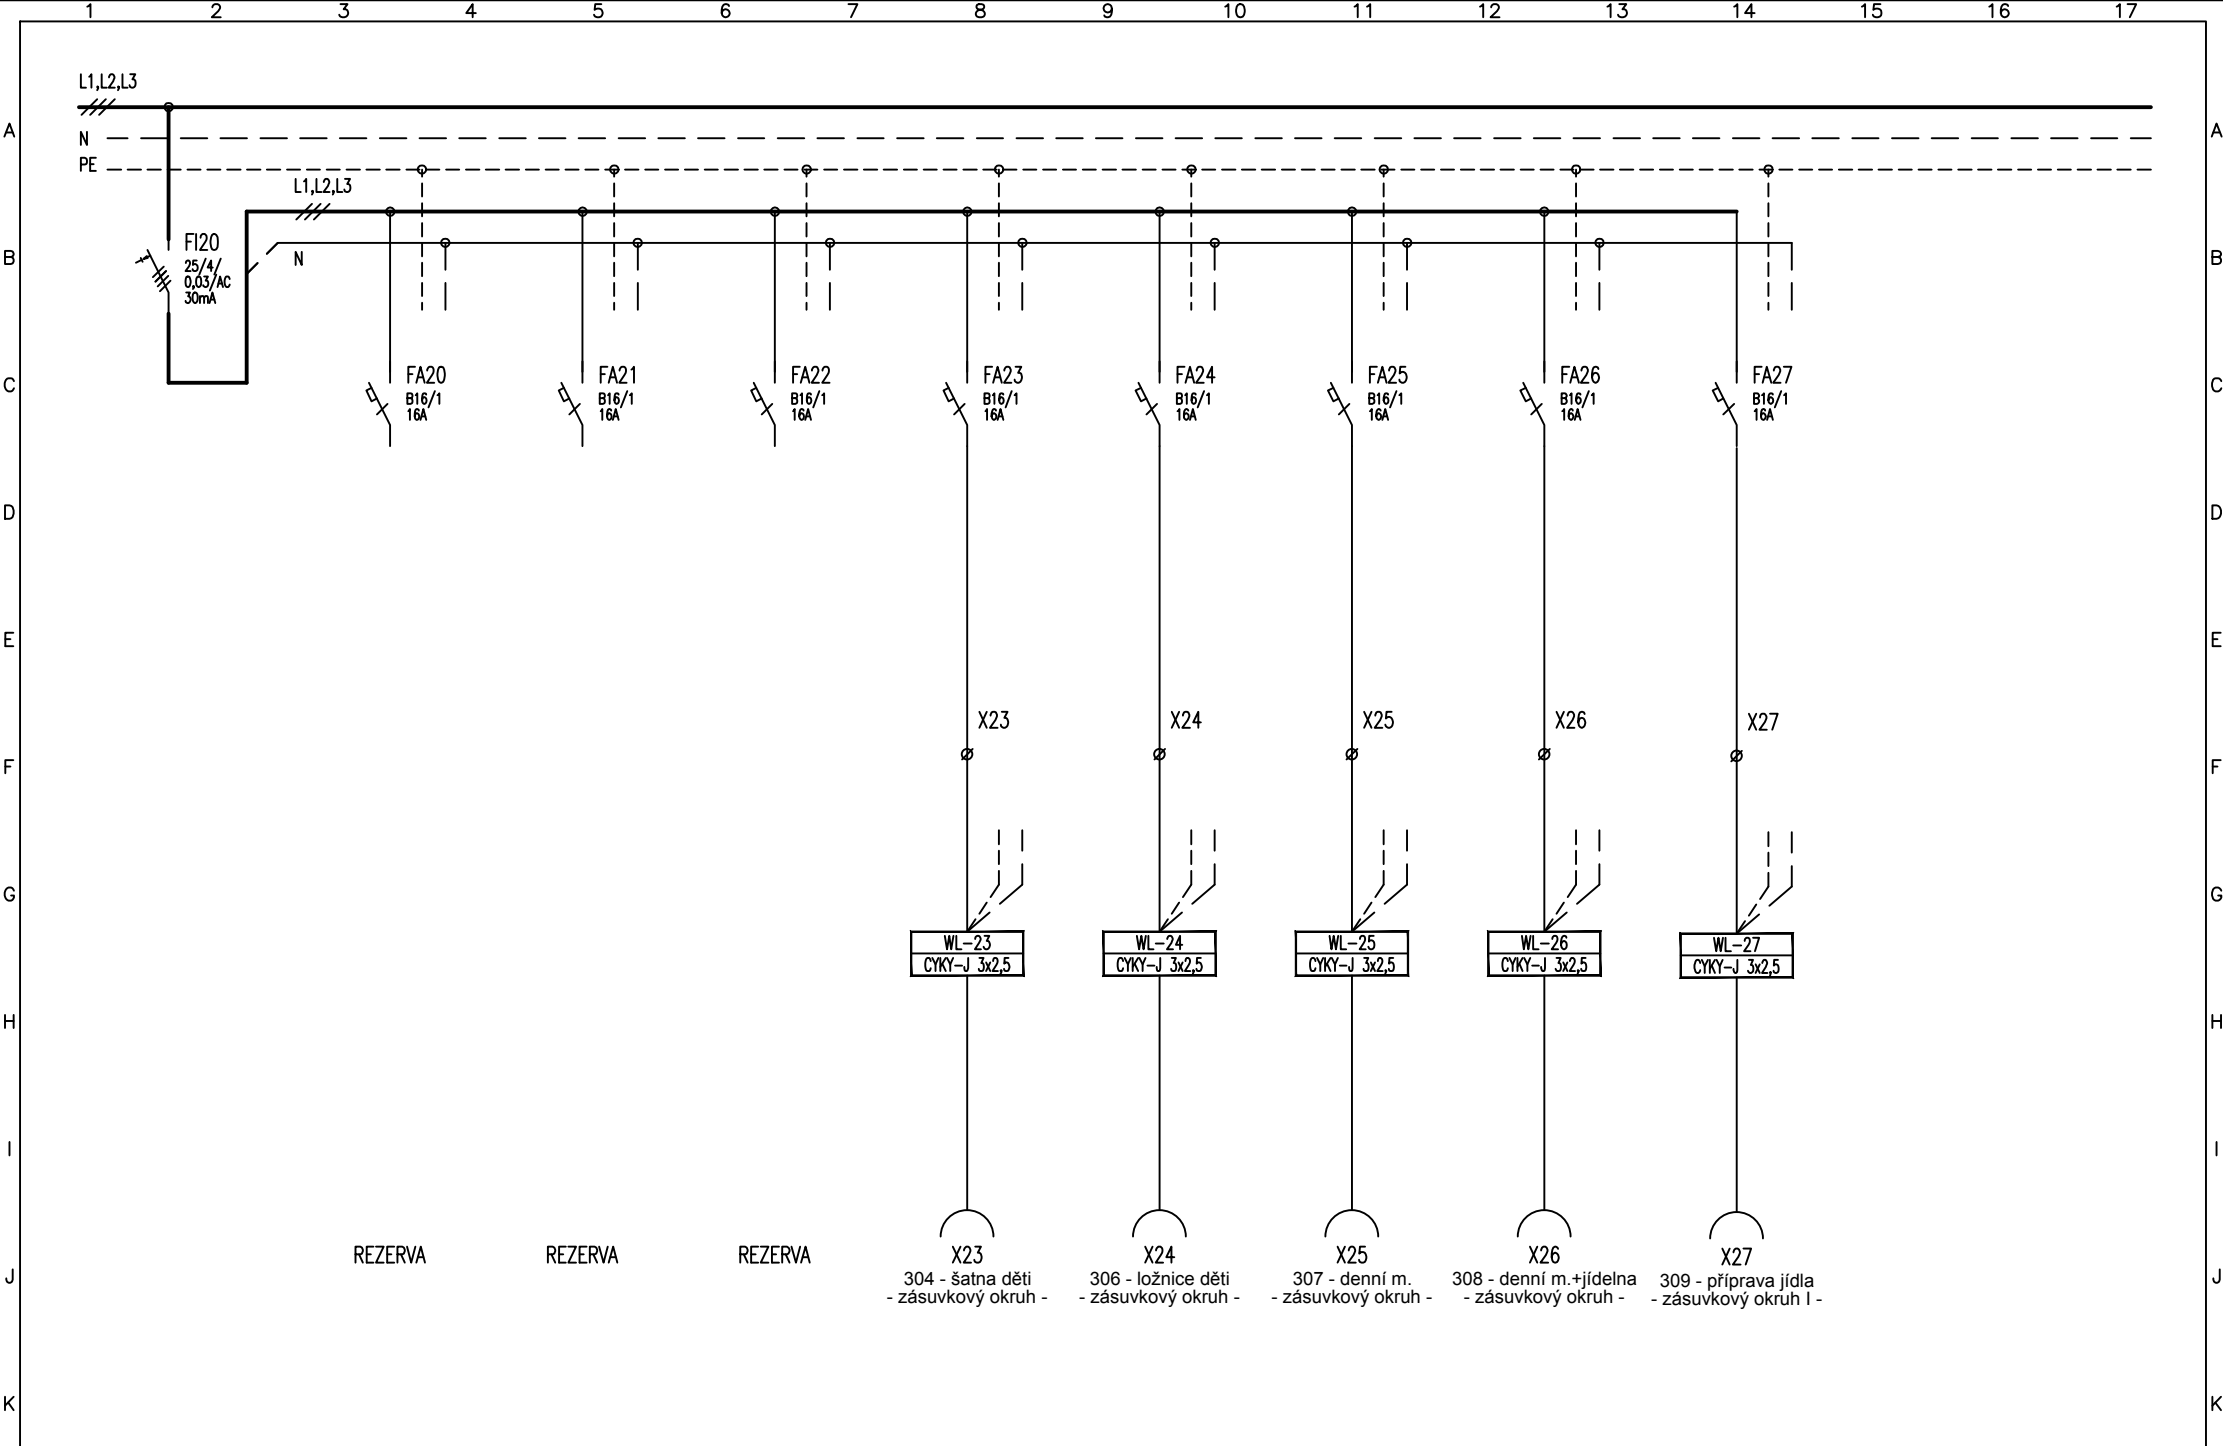 1 2 3 4 5 6 7 8 9 10 11 12 13 14 15 16 17
L1,L2,L3
A A
N
PE
L1,L2,L3
FI20
B N B
25/4/
0,03/AC
30mA
FA20 FA21 FA22 FA23 FA24 FA25 FA26 FA27
C C
B16/1 B16/1 B16/1 B16/1 B16/1 B16/1 B16/1 B16/1
16A 16A 16A 16A 16A 16A 16A 16A
D D
E E
X23 X24 X25 X26 X27
F F
G G
WL-23 WL-24 WL-25 WL-26 WL-27
CYKY-J 3x2,5 CYKY-J 3x2,5 CYKY-J 3x2,5 CYKY-J 3x2,5 CYKY-J 3x2,5
H H
I I
REZERVA REZERVA REZERVA X23 X24 X25 X26 X27
J J
304 - šatna děti 306 - ložnice děti 307 - denní m. 308 - denní m.+jídelna 309 - příprava jídla
- zásuvkový okruh - - zásuvkový okruh - - zásuvkový okruh - - zásuvkový okruh - - zásuvkový okruh I -
K K